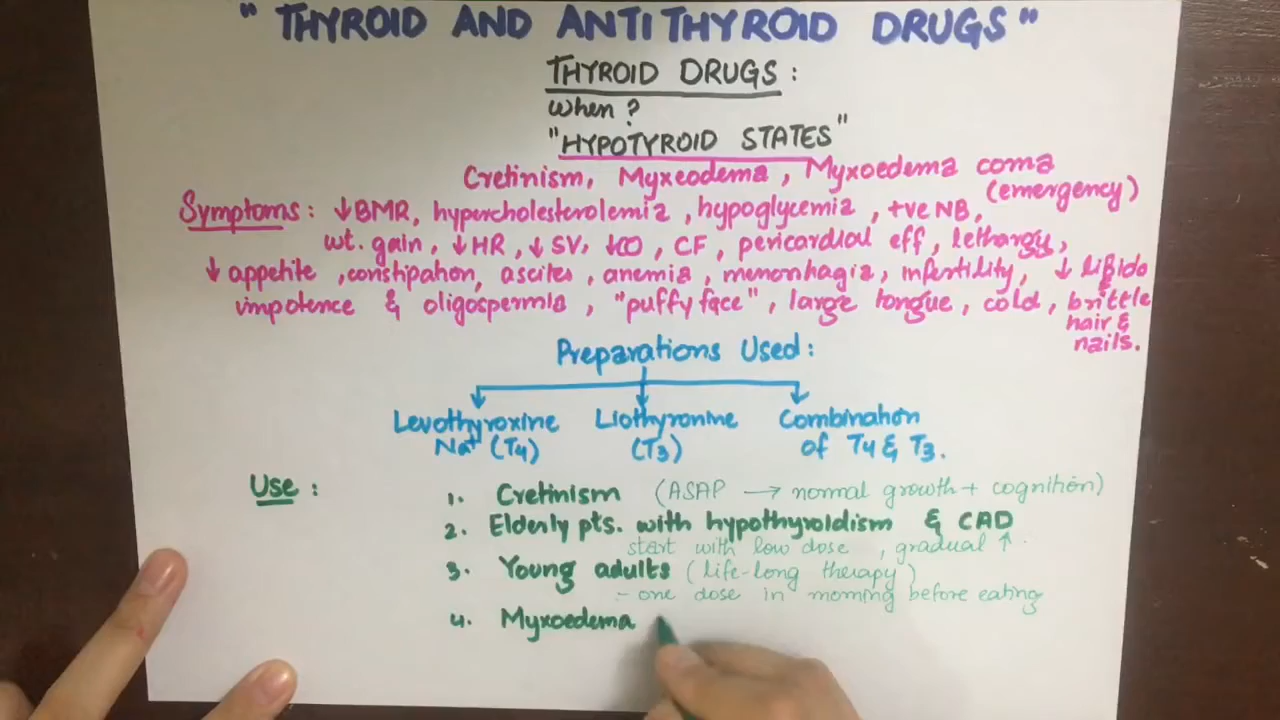 " THYROID AND ANTITHYROID DRUGS "
THYROID DRUGS :
When ?
"HYPOTYROID STATES"
Cretinism, Myxeodema, Myxoedema coma
(emergency)
Symptoms : ↓BMR, hypercholesterolemia, hypoglycemia, +ve NB,
wt. gain, ↓HR, ↓SV, ↓CO, CF, pericardial eff, lethargy,
↓ appetite, constipation, ascites, anemia, menorrhagia, infertility, ↓ libido
impotence & oligospermia, "puffy face", large tongue, cold, brittle
hair &
nails.
Preparations Used :
Levothyroxine Liothyronine Combination
Na⁺ (T4) (T3) of T4 & T3.
Use : 1. Cretinism (ASAP → normal growth + cognition)
2. Elderly pts. with hypothyroidism & CAD
start with low dose, gradual ↑.
3. Young adults (life-long therapy)
- one dose in morning before eating
4. Myxoedema